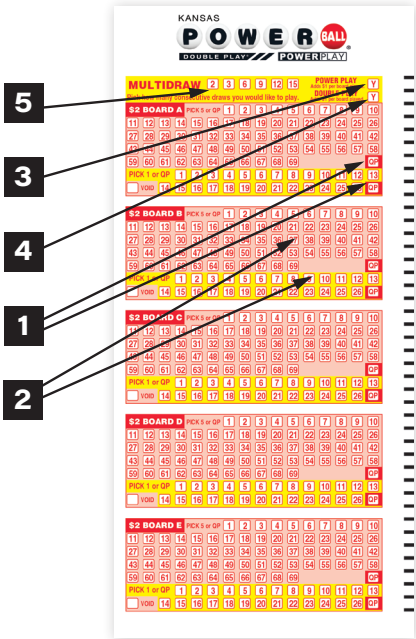 KANSAS
POWER BALL
DOUBLE PLAY POWERPLAY
MULTIDRAW 2 3 6 9 12 15 POWER PLAY Y
Adds $1 per board
Pick how many consecutive draws you would like to play. DOUBLE PLAY Y
per board played
$2 BOARD A PICK 5 or QP 1 2 3 4 5 6 7 8 9 10
11 12 13 14 15 16 17 18 19 20 21 22 23 24 25 26
27 28 29 30 31 32 33 34 35 36 37 38 39 40 41 42
43 44 45 46 47 48 49 50 51 52 53 54 55 56 57 58
59 60 61 62 63 64 65 66 67 68 69 QP
PICK 1 or QP 1 2 3 4 5 6 7 8 9 10 11 12 13
VOID 14 15 16 17 18 19 20 21 22 23 24 25 26 QP
$2 BOARD B PICK 5 or QP 1 2 3 4 5 6 7 8 9 10
11 12 13 14 15 16 17 18 19 20 21 22 23 24 25 26
27 28 29 30 31 32 33 34 35 36 37 38 39 40 41 42
43 44 45 46 47 48 49 50 51 52 53 54 55 56 57 58
59 60 61 62 63 64 65 66 67 68 69 QP
PICK 1 or QP 1 2 3 4 5 6 7 8 9 10 11 12 13
VOID 14 15 16 17 18 19 20 21 22 23 24 25 26 QP
$2 BOARD C PICK 5 or QP 1 2 3 4 5 6 7 8 9 10
11 12 13 14 15 16 17 18 19 20 21 22 23 24 25 26
27 28 29 30 31 32 33 34 35 36 37 38 39 40 41 42
43 44 45 46 47 48 49 50 51 52 53 54 55 56 57 58
59 60 61 62 63 64 65 66 67 68 69 QP
PICK 1 or QP 1 2 3 4 5 6 7 8 9 10 11 12 13
VOID 14 15 16 17 18 19 20 21 22 23 24 25 26 QP
$2 BOARD D PICK 5 or QP 1 2 3 4 5 6 7 8 9 10
11 12 13 14 15 16 17 18 19 20 21 22 23 24 25 26
27 28 29 30 31 32 33 34 35 36 37 38 39 40 41 42
43 44 45 46 47 48 49 50 51 52 53 54 55 56 57 58
59 60 61 62 63 64 65 66 67 68 69 QP
PICK 1 or QP 1 2 3 4 5 6 7 8 9 10 11 12 13
VOID 14 15 16 17 18 19 20 21 22 23 24 25 26 QP
$2 BOARD E PICK 5 or QP 1 2 3 4 5 6 7 8 9 10
11 12 13 14 15 16 17 18 19 20 21 22 23 24 25 26
27 28 29 30 31 32 33 34 35 36 37 38 39 40 41 42
43 44 45 46 47 48 49 50 51 52 53 54 55 56 57 58
59 60 61 62 63 64 65 66 67 68 69 QP
PICK 1 or QP 1 2 3 4 5 6 7 8 9 10 11 12 13
VOID 14 15 16 17 18 19 20 21 22 23 24 25 26 QP
5
3
4
1
2